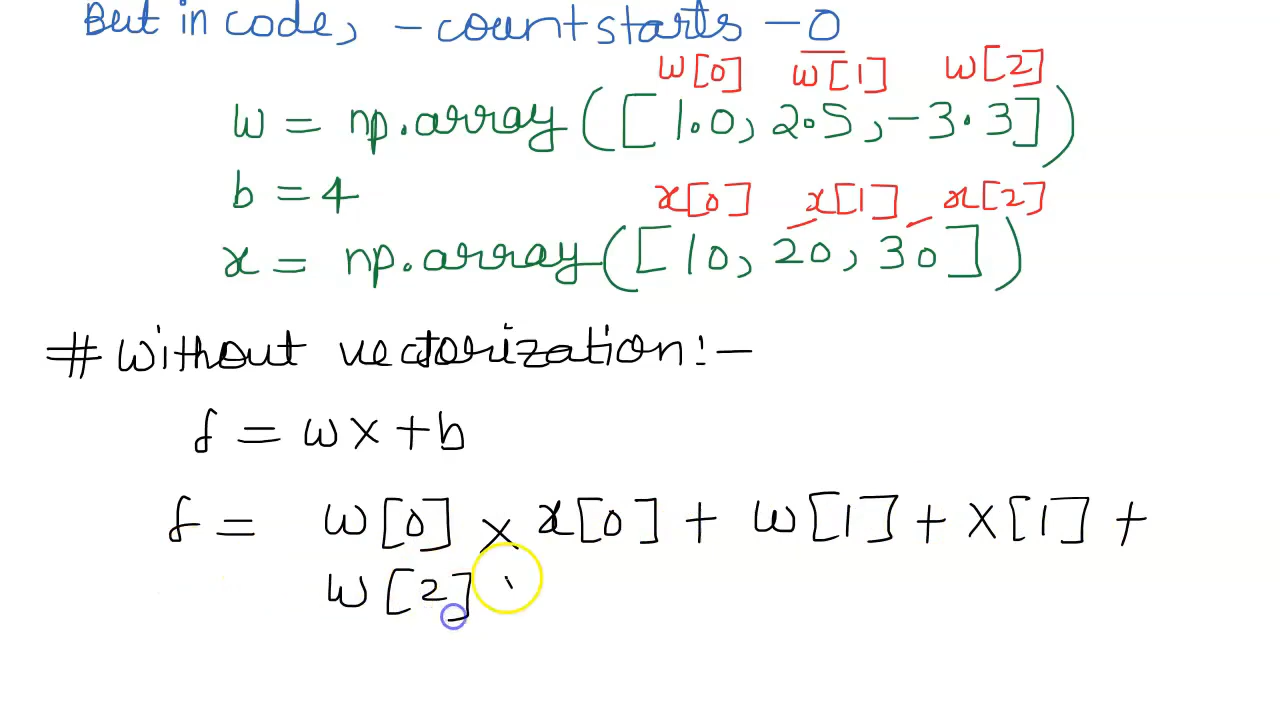 But in code, - count starts - 0
w[0] w[1] w[2]
w = np.array([1.0, 2.5, -3.3])
b = 4
x[0] x[1] x[2]
x = np.array([10, 20, 30])
# Without vectorization:-
f = wx + b
f = w[0] × x[0] + w[1] + x[1] +
w[2]